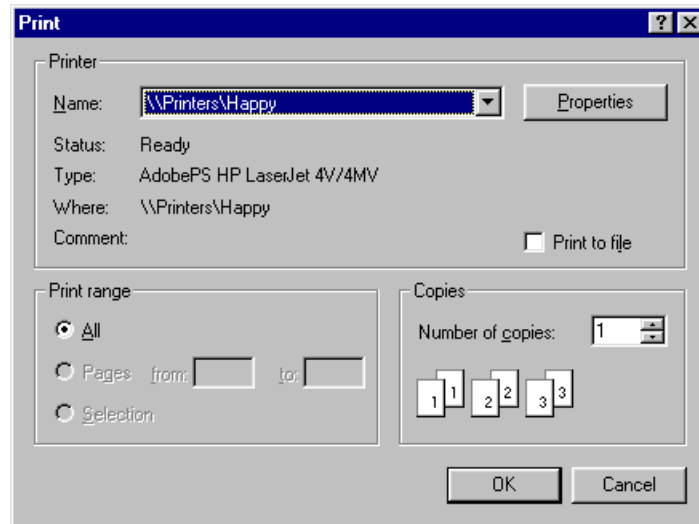 Print
Printer
Name: \\Printers\Happy Properties
Status: Ready
Type: AdobePS HP LaserJet 4V/4MV
Where: \\Printers\Happy
Comment: Print to file
Print range
All
Pages from: to:
Selection
Copies
Number of copies: 1
1 1 2 2 3 3
OK Cancel